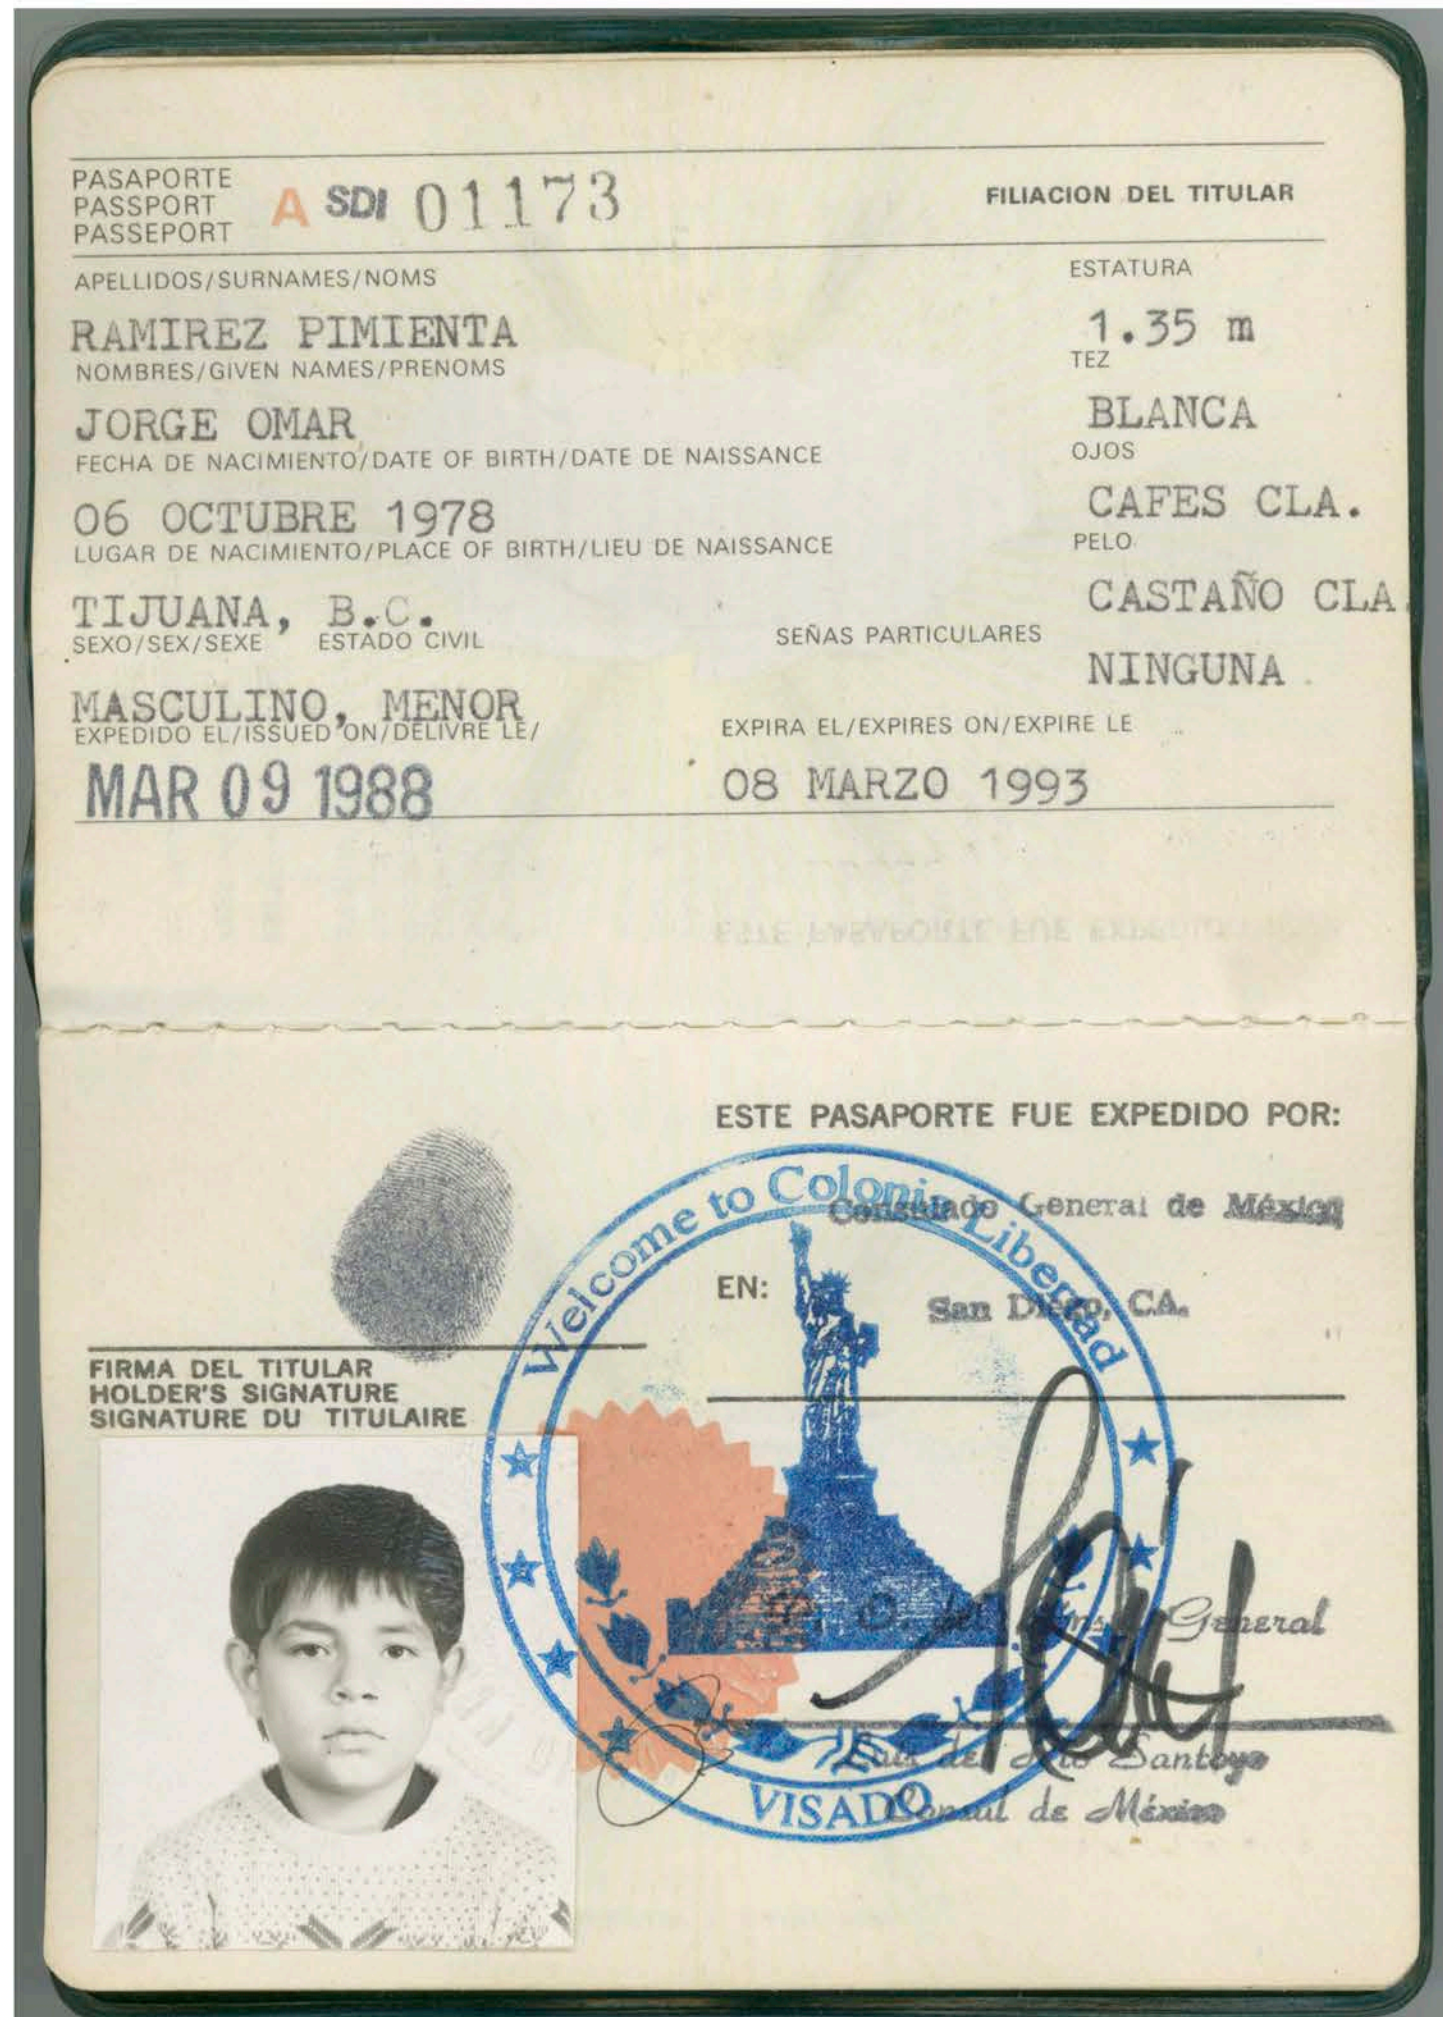 PASAPORTE
PASSPORT
PASSEPORT
A SDI 01173
FILIACION DEL TITULAR
APELLIDOS/SURNAMES/NOMS
ESTATURA
RAMIREZ PIMIENTA
1.35 m
NOMBRES/GIVEN NAMES/PRENOMS
TEZ
JORGE OMAR
BLANCA
FECHA DE NACIMIENTO/DATE OF BIRTH/DATE DE NAISSANCE
OJOS
06 OCTUBRE 1978
CAFES CLA.
LUGAR DE NACIMIENTO/PLACE OF BIRTH/LIEU DE NAISSANCE
PELO
TIJUANA, B.C.
CASTAÑO CLA.
SEXO/SEX/SEXE ESTADO CIVIL
SEÑAS PARTICULARES
NINGUNA
MASCULINO, MENOR
EXPEDIDO EL/ISSUED ON/DELIVRE LE/
EXPIRA EL/EXPIRES ON/EXPIRE LE
MAR 09 1988
08 MARZO 1993
ESTE PASAPORTE FUE EXPEDIDO POR:
Welcome to Colonia Libertad
Consulado General de México
EN:
San Diego, CA.
FIRMA DEL TITULAR
HOLDER'S SIGNATURE
SIGNATURE DU TITULAIRE
General
Luis del Rio Santoyo
VISADO
Consul de México